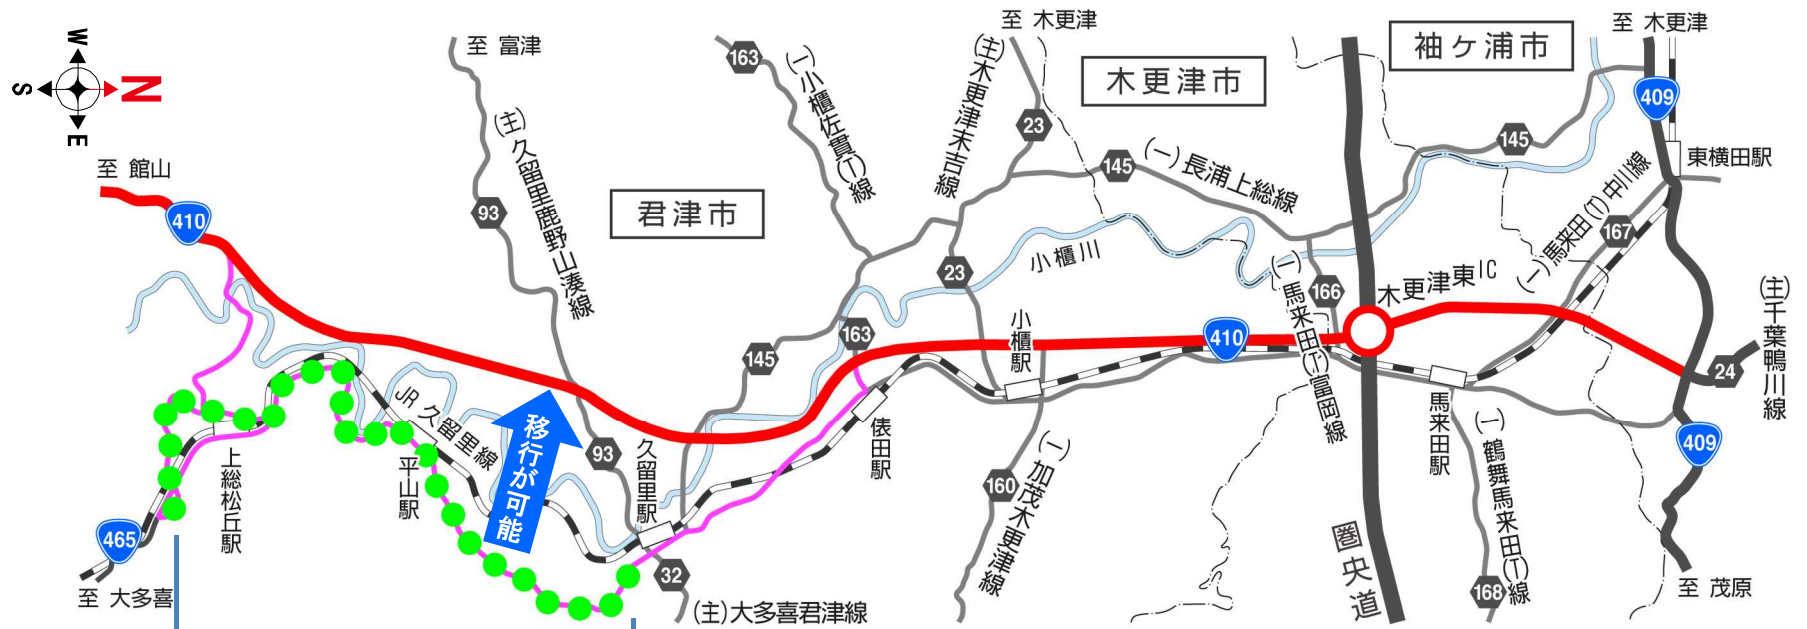 至 木更津
至 木更津
至 富津
163
(一)小櫃佐貫(T)線
(主)木更津末吉線
木更津市
袖ケ浦市
W
N
S
E
409
23
145
145
東横田駅
至 館山
(一)長浦上総線
410
93
(主)久留里鹿野山湊線
君津市
(一)馬来田(T)中川線
167
小櫃川
23
166
木更津東IC
(一)馬来田(T)富岡線
(主)千葉鴨川線
163
小櫃駅
410
145
24
JR久留里線
移行が可能
93
久留里駅
俵田駅
馬来田駅
(一)鶴舞馬来田(T)線
409
上総松丘駅
平山駅
160
(一)加茂木更津線
圏央道
465
32
168
至 大多喜
(主)大多喜君津線
至 茂原